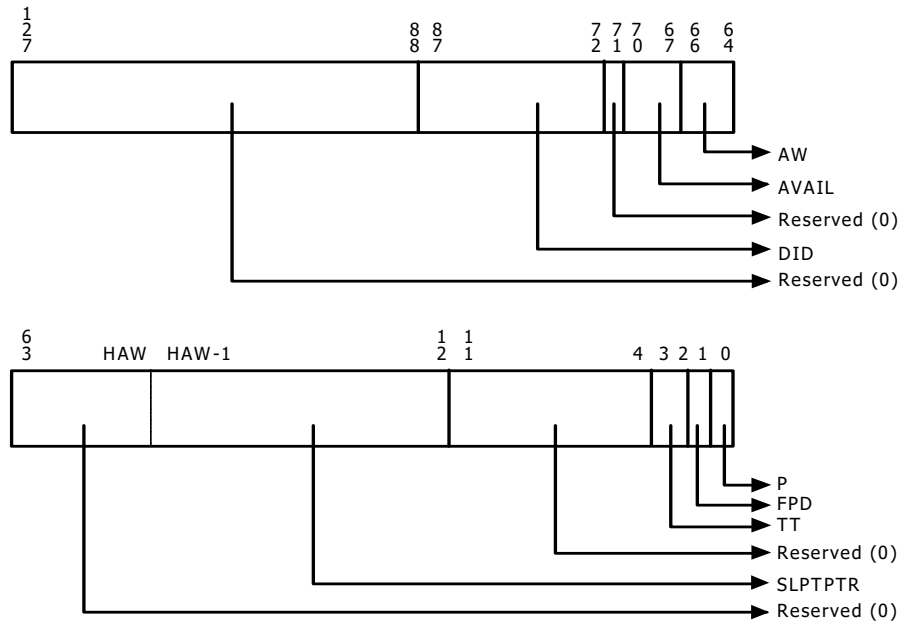 127 88 87 72 71 70 67 66 64
AW
AVAIL
Reserved (0)
DID
Reserved (0)
63 HAW HAW-1 12 11 4 3 2 1 0
P
FPD
TT
Reserved (0)
SLPTPTR
Reserved (0)